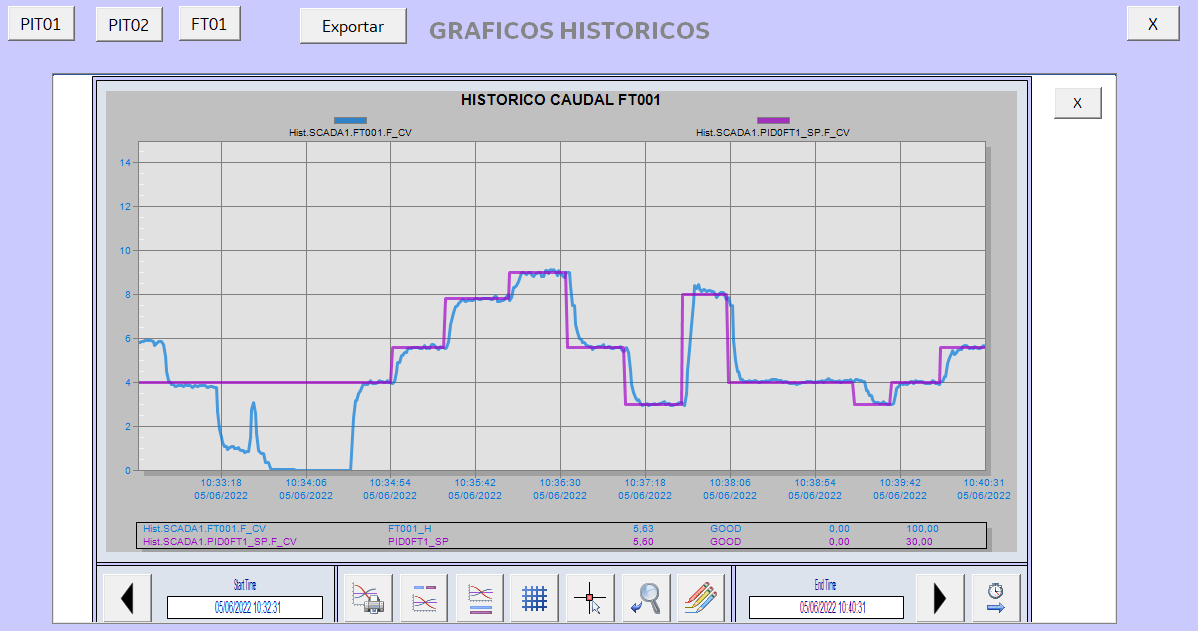 PIT01 PIT02 FT01 Exportar GRAFICOS HISTORICOS X
HISTORICO CAUDAL FT001
X
Hist.SCADA1.FT001.F_CV Hist.SCADA1.PID0FT1_SP.F_CV
14
12
10
8
6
4
2
0
10:33:18 10:34:06 10:34:54 10:35:42 10:36:30 10:37:18 10:38:06 10:38:54 10:39:42 10:40:31
05/06/2022 05/06/2022 05/06/2022 05/06/2022 05/06/2022 05/06/2022 05/06/2022 05/06/2022 05/06/2022 05/06/2022
Hist.SCADA1.FT001.F_CV FT001_H 5,63 GOOD 0,00 100,00
Hist.SCADA1.PID0FT1_SP.F_CV PID0FT1_SP 5,60 GOOD 0,00 30,00
Start Time End Time
05/06/2022 10:32:31 05/06/2022 10:40:31